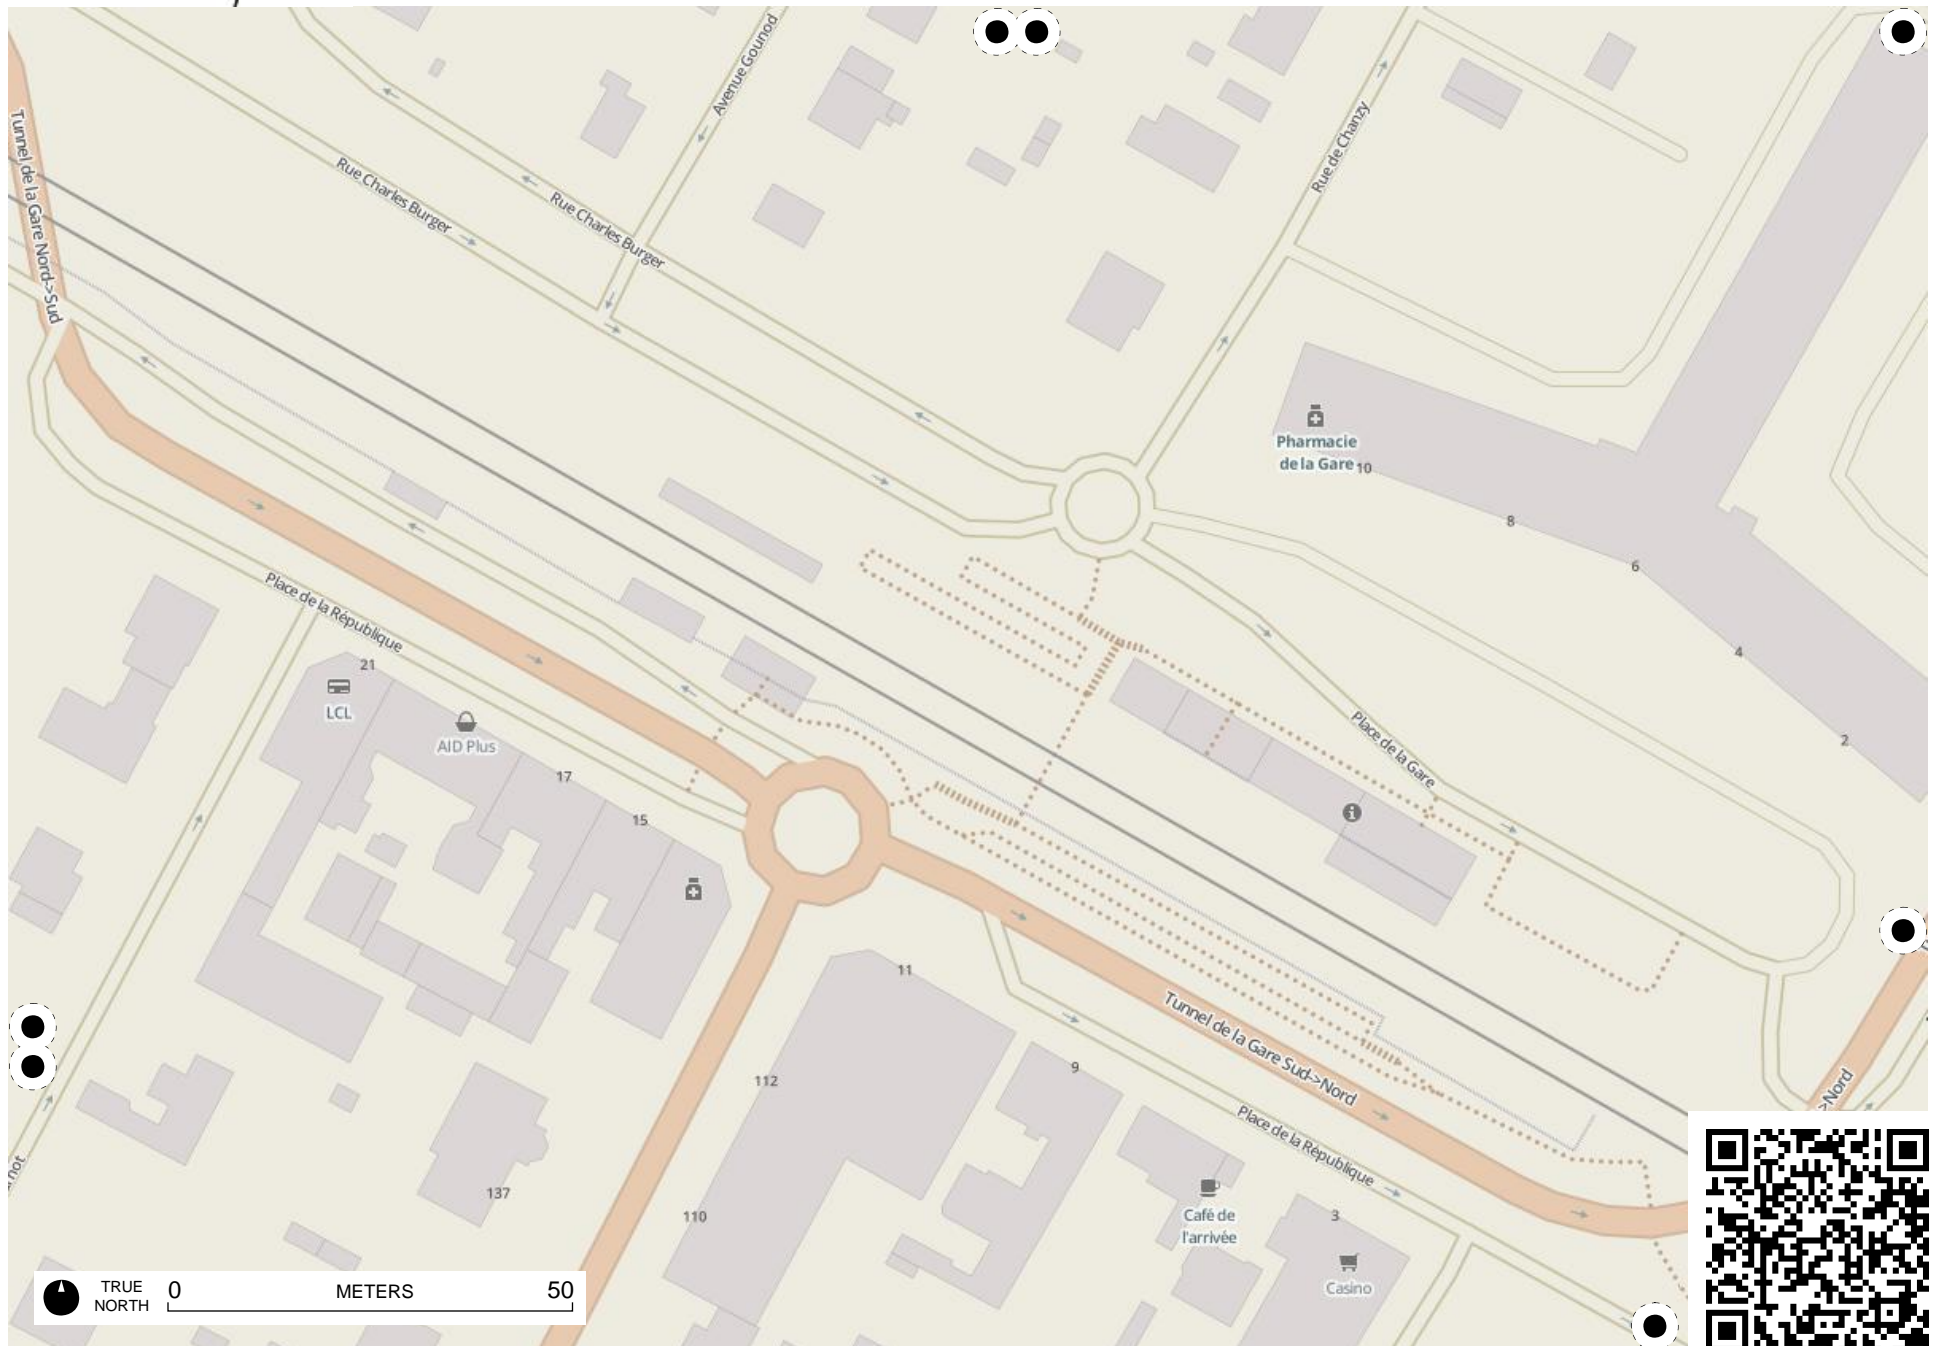 Avenue Gounod
Tunnel de la Gare Nord->Sud
Rue Charles Burger
Rue Charles Burger
Rue de Chanzy
Pharmacie
de la Gare
10
8
6
4
2
Place de la République
21
LCL
AID Plus
17
15
Place de la Gare
11
9
112
Tunnel de la Gare Sud->Nord
->Nord
Place de la République
137
110
Café de
l'arrivée
3
Casino
TRUE
NORTH
0
METERS
50